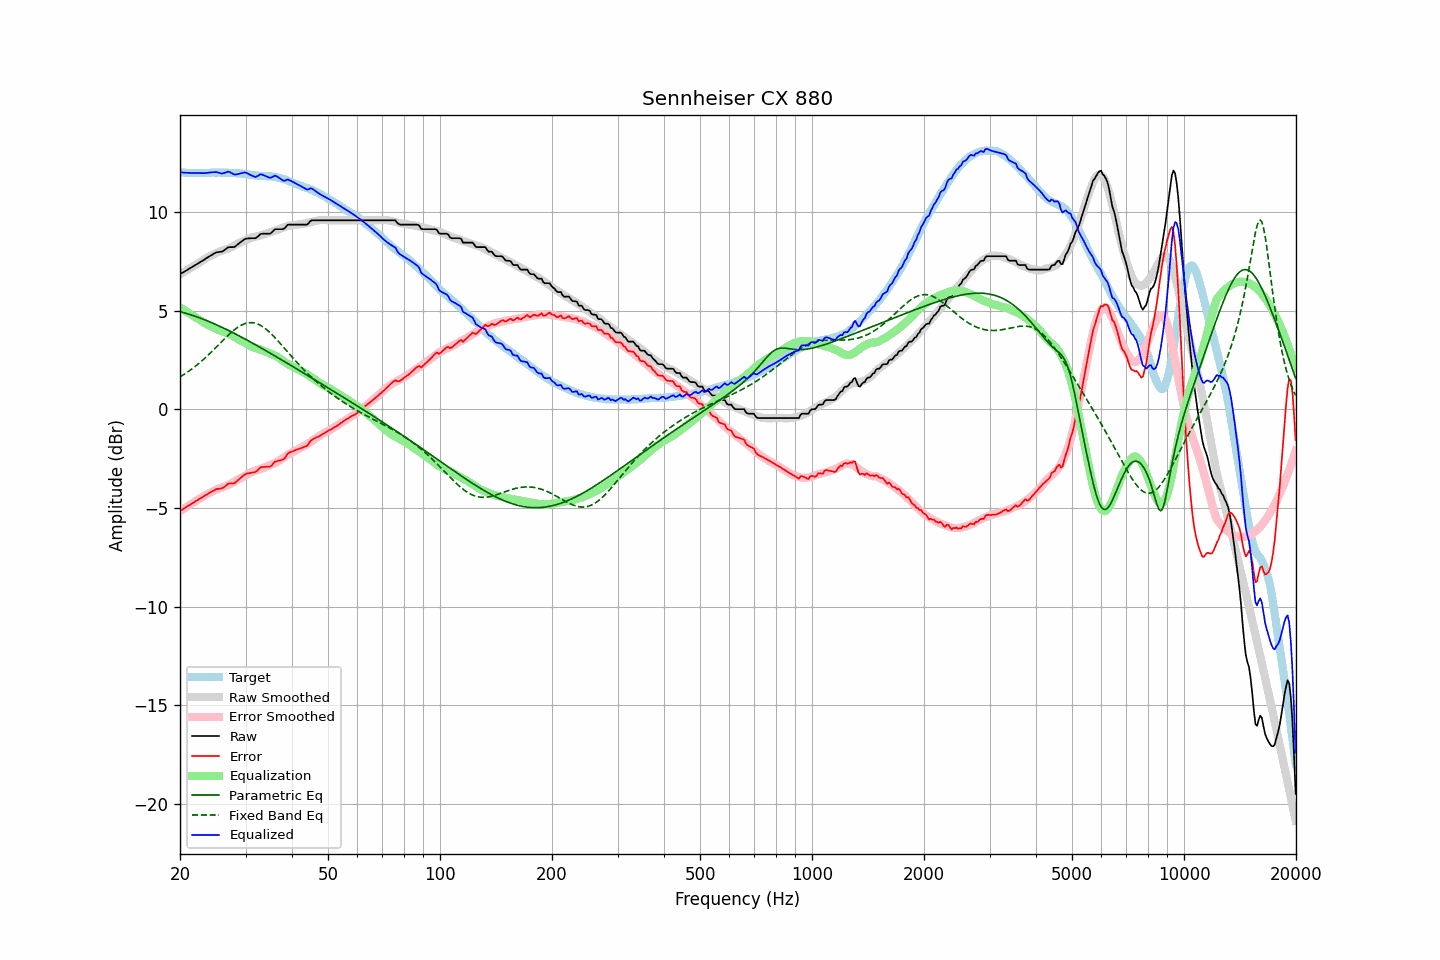 Sennheiser CX 880
Amplitude (dBr)
10
5
0
−5
−10
−15
−20
Target
Raw Smoothed
Error Smoothed
Raw
Error
Equalization
Parametric Eq
Fixed Band Eq
Equalized
20 50 100 200 500 1000 2000 5000 10000 20000
Frequency (Hz)